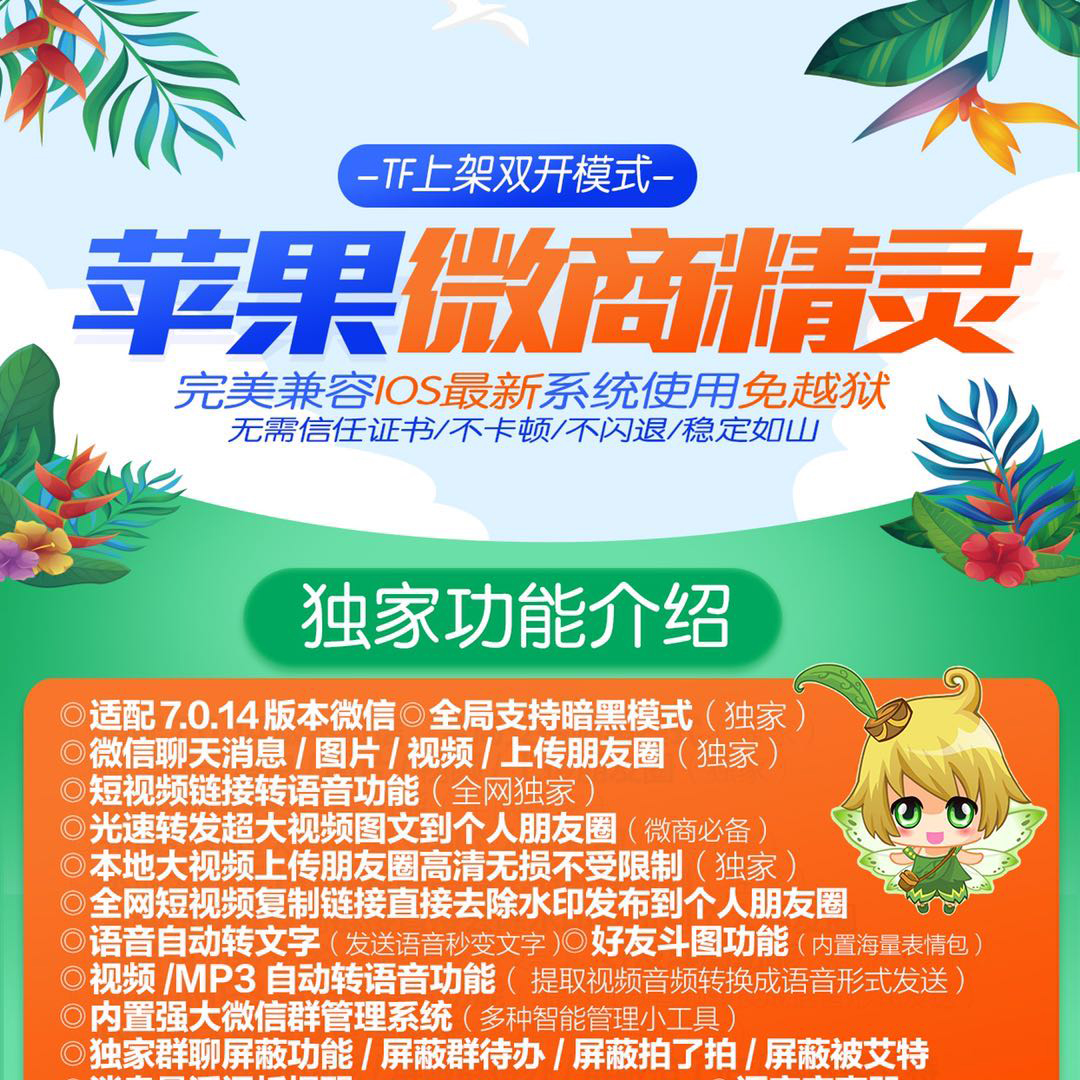 –TF上架双开模式–
苹果微商精灵
完美兼容IOS最新系统使用免越狱
无需信任证书/不卡顿/不闪退/稳定如山
独家功能介绍
◎适配7.0.14版本微信◎全局支持暗黑模式（独家）
◎微信聊天消息/图片/视频/上传朋友圈（独家）
◎短视频链接转语音功能（全网独家）
◎光速转发超大视频图文到个人朋友圈（微商必备）
◎本地大视频上传朋友圈高清无损不受限制（独家）
◎全网短视频复制链接直接去除水印发布到个人朋友圈
◎语音自动转文字（发送语音秒变文字）◎好友斗图功能（内置海量表情包）
◎视频/MP3自动转语音功能（提取视频音频转换成语音形式发送）
◎内置强大微信群管理系统（多种智能管理小工具）
◎独家群聊屏蔽功能/屏蔽群待办/屏蔽拍了拍/屏蔽被艾特